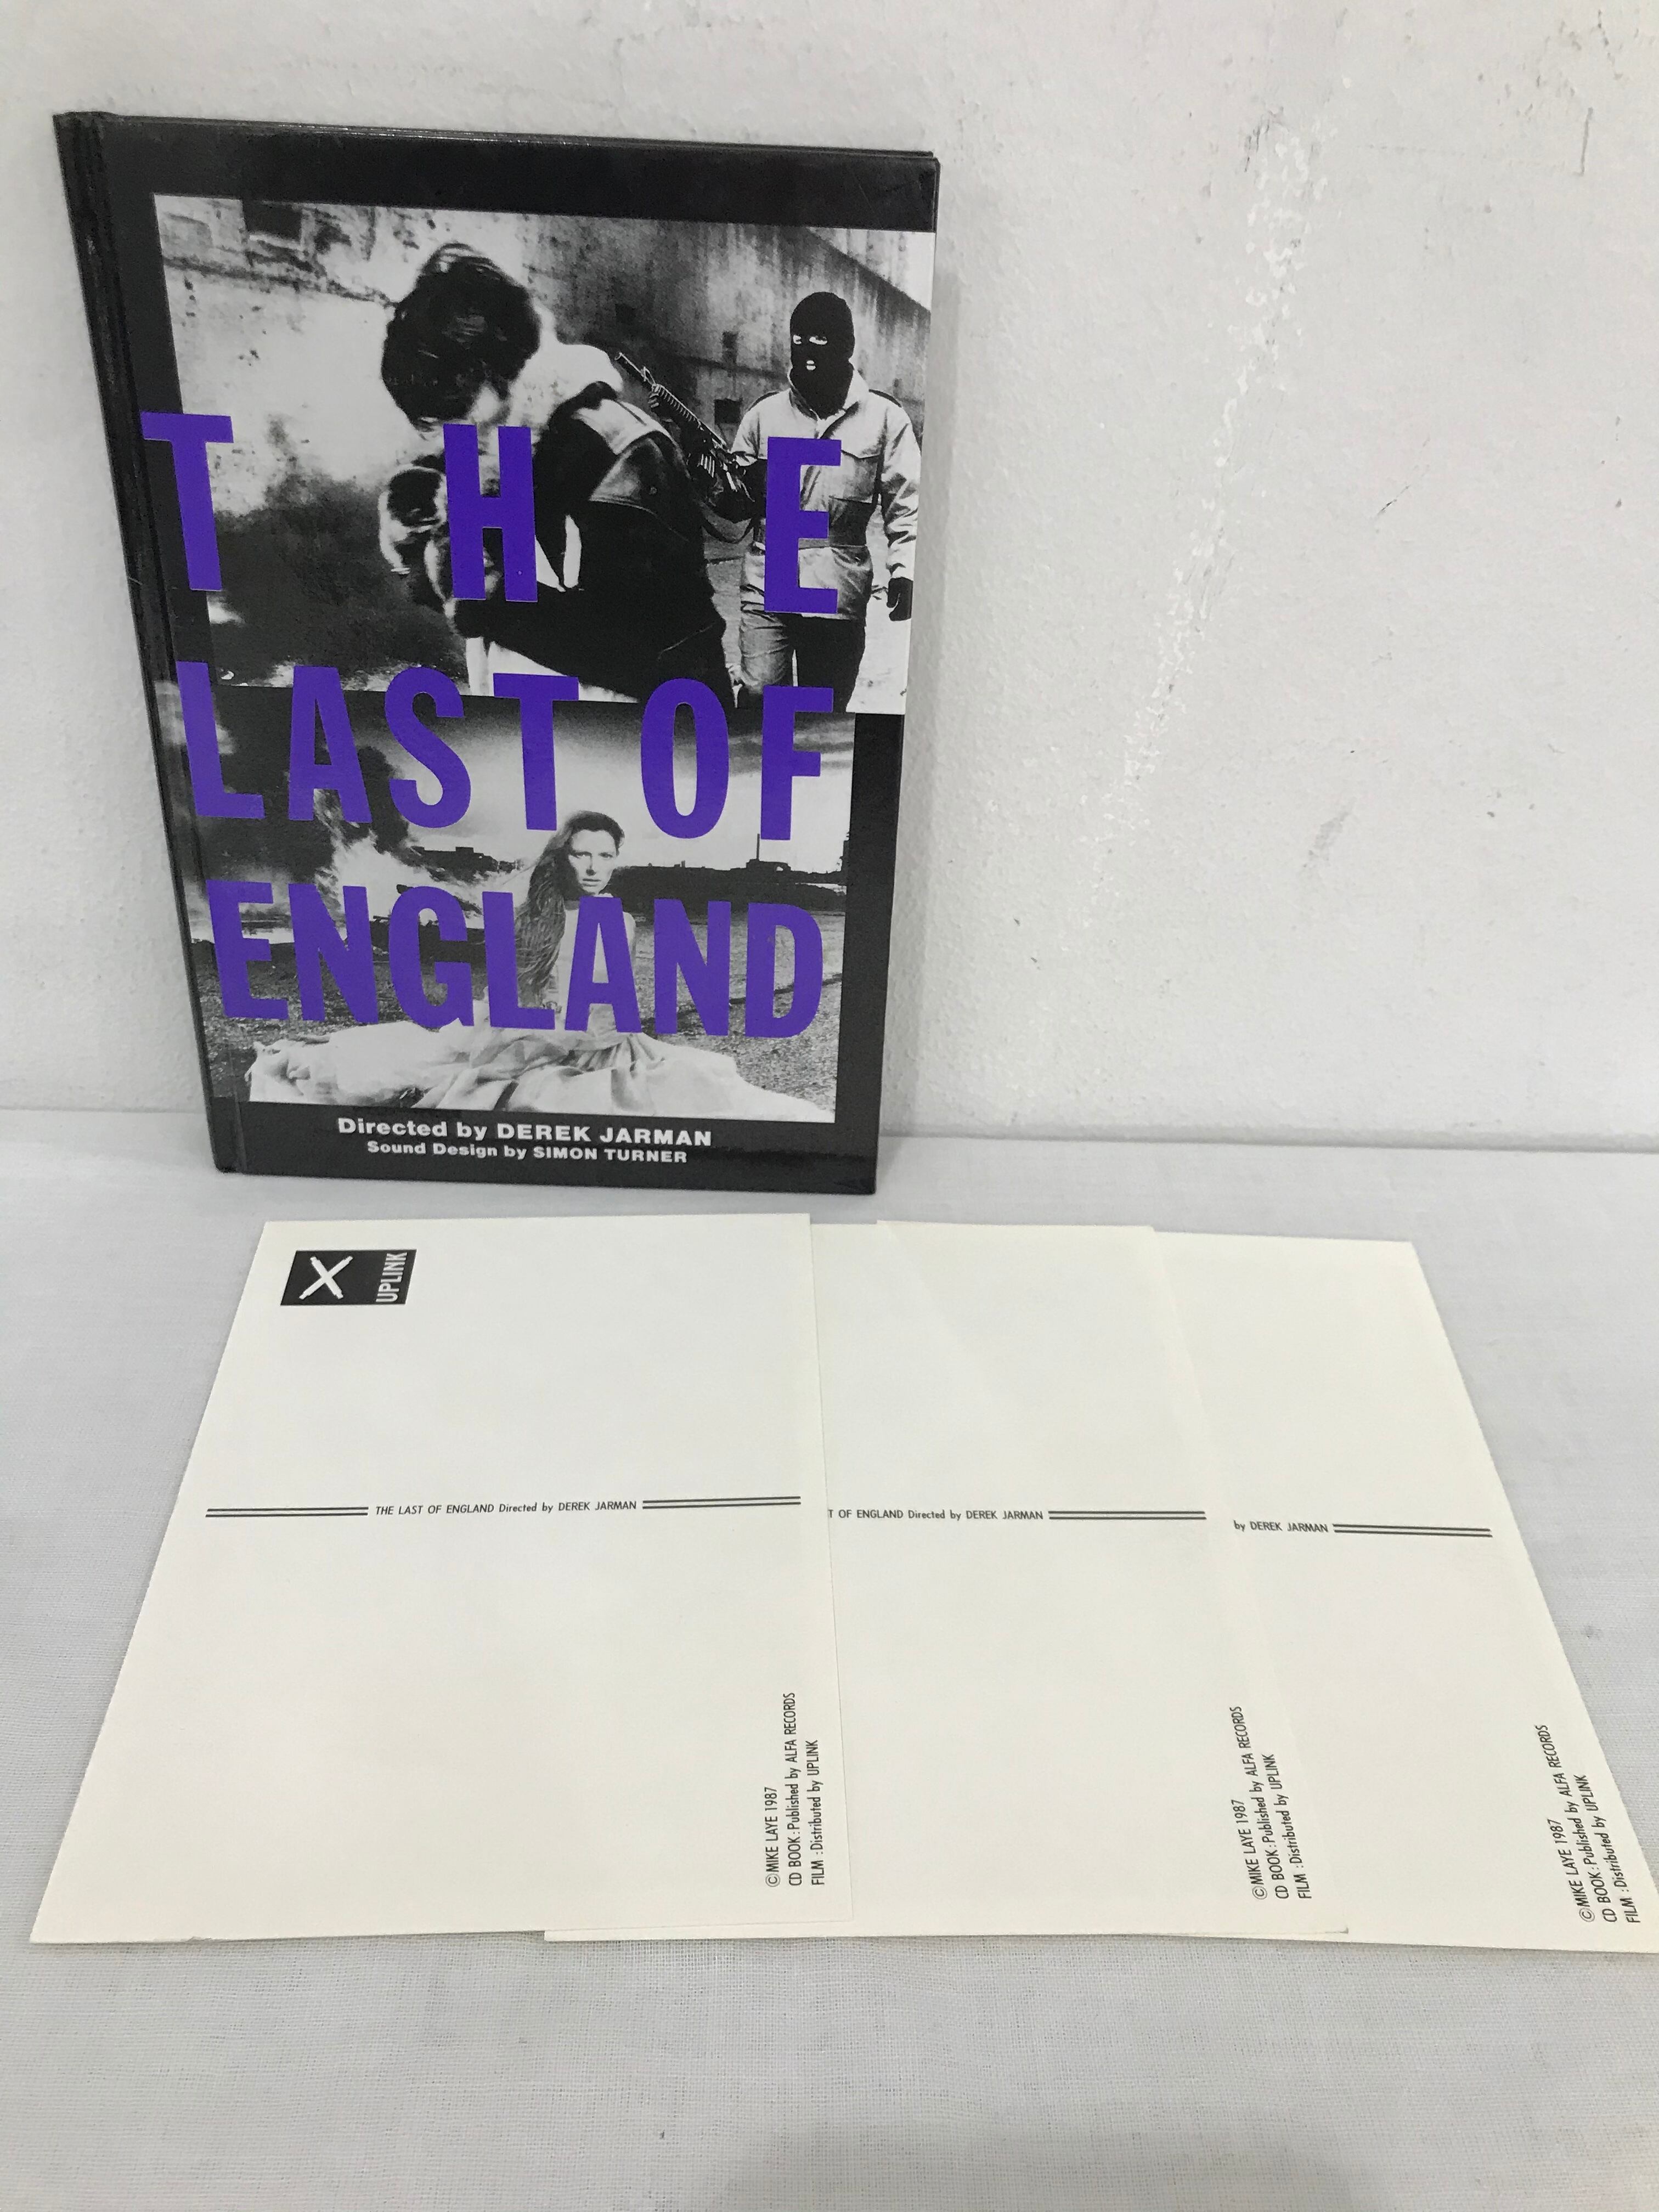 THE
LAST OF
ENGLAND
Directed by DEREK JARMAN
Sound Design by SIMON TURNER
X UPLINK
THE LAST OF ENGLAND Directed by DEREK JARMAN
©MIKE LAYE 1987
CD BOOK:Published by ALFA RECORDS
FILM :Distributed by UPLINK
T OF ENGLAND Directed by DEREK JARMAN
©MIKE LAYE 1987
CD BOOK:Published by ALFA RECORDS
FILM :Distributed by UPLINK
by DEREK JARMAN
©MIKE LAYE 1987
CD BOOK:Published by ALFA RECORDS
FILM :Distributed by UPLINK